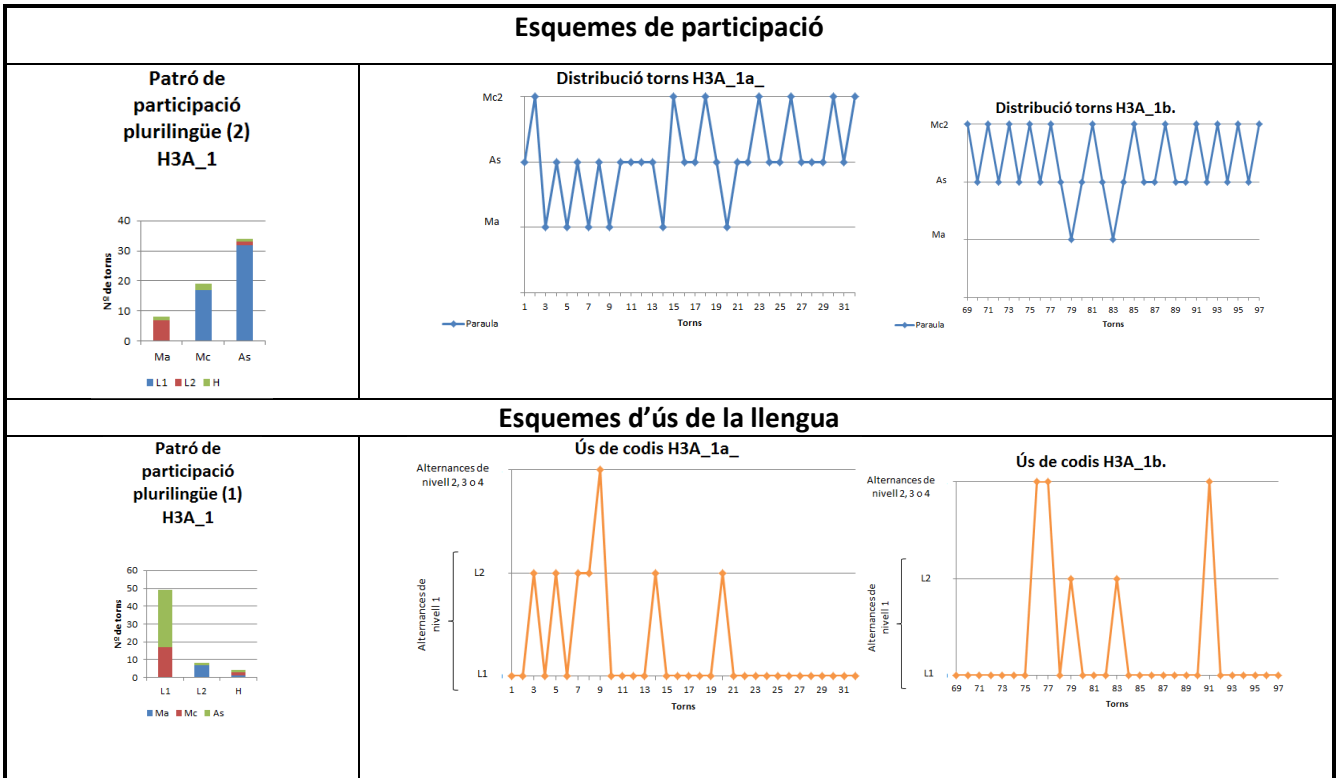 Esquemes de participació
Patró de
participació
plurilingüe (2)
H3A_1
40
30
20
10
0
Nº de torns
Ma Mc As
L1 L2 H
Distribució torns H3A_1a_
Mc2
As
Ma
1 3 5 7 9 11 13 15 17 19 21 23 25 27 29 31
Torns
Paraula
Distribució torns H3A_1b.
Mc2
As
Ma
69 71 73 75 77 79 81 83 85 87 89 91 93 95 97
Torns
Paraula
Esquemes d'ús de la llengua
Patró de
participació
plurilingüe (1)
H3A_1
60
50
40
30
20
10
0
Nº de torns
L1 L2 H
Ma Mc As
Ús de codis H3A_1a_
Alternances de
nivell 2, 3 o 4
L2
Alternances de
nivell 1
L1
1 3 5 7 9 11 13 15 17 19 21 23 25 27 29 31
Torns
Ús de codis H3A_1b.
Alternances de
nivell 2, 3 o 4
L2
Alternances de
nivell 1
L1
69 71 73 75 77 79 81 83 85 87 89 91 93 95 97
Torns